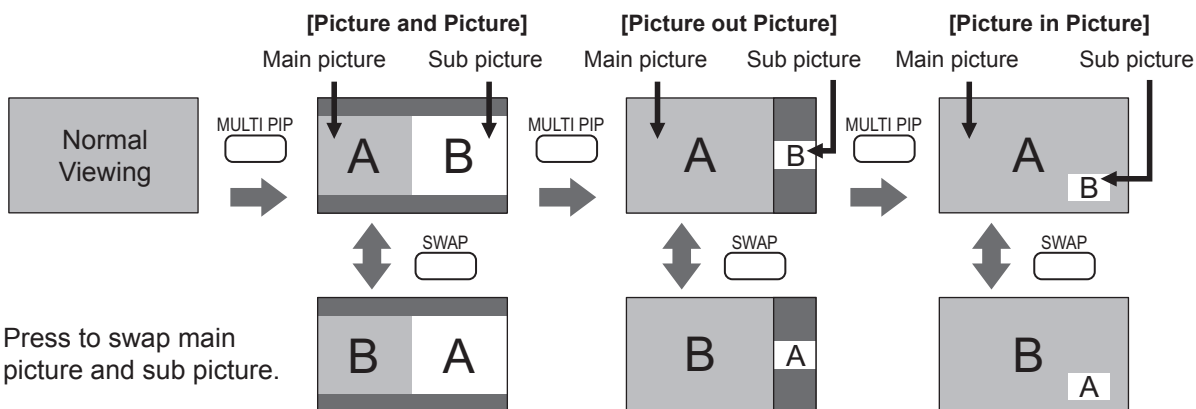 [Picture and Picture] [Picture out Picture] [Picture in Picture]
Main picture Sub picture Main picture Sub picture Main picture Sub picture
Normal
Viewing
MULTI PIP
A B
MULTI PIP
A B
MULTI PIP
A
B
SWAP SWAP SWAP
Press to swap main
picture and sub picture.
B A
B A
B
A